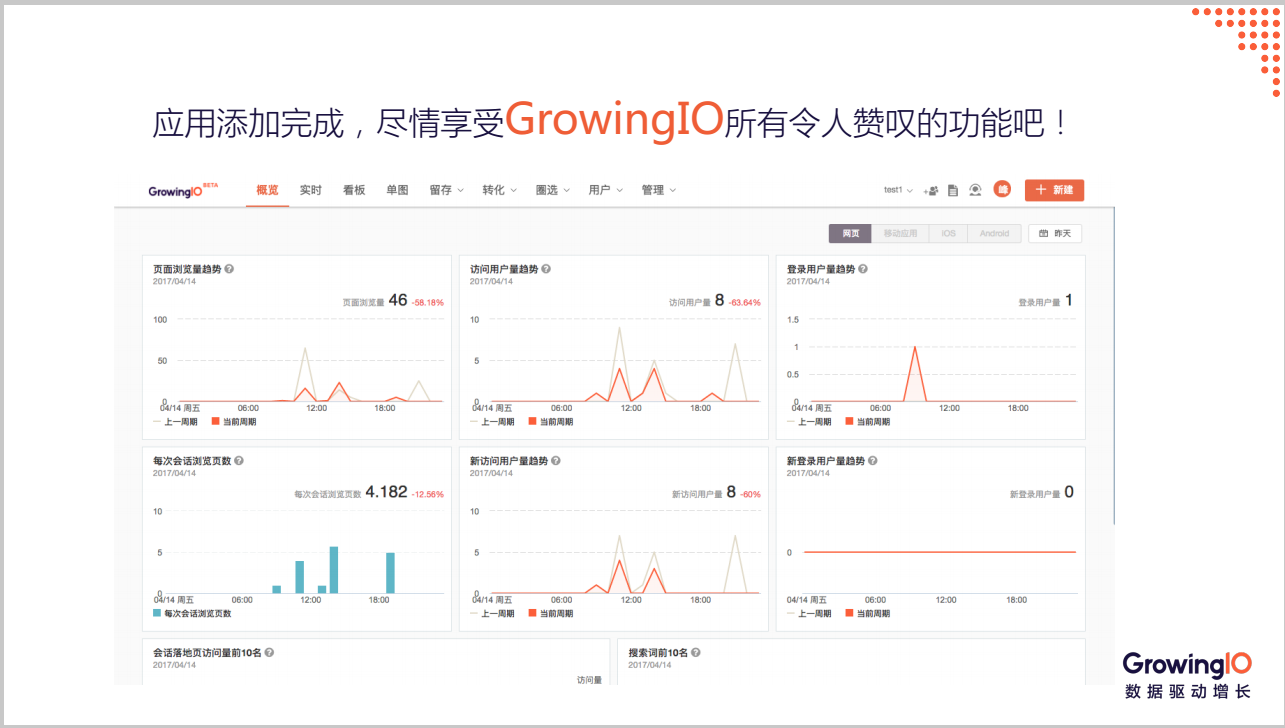 应用添加完成，尽情享受GrowingIO所有令人赞叹的功能吧！
GrowingIO BETA 概览 实时 看板 单图 留存 转化 圈选 用户 管理 test1 峰 新建
网页 移动应用 iOS Android 昨天
页面浏览量趋势
2017/04/14
页面浏览量 46 -58.18%
100
50
0
04/14 周五 06:00 12:00 18:00
上一周期 当前周期
访问用户量趋势
2017/04/14
访问用户量 8 -63.64%
10
5
0
04/14 周五 06:00 12:00 18:00
上一周期 当前周期
登录用户量趋势
2017/04/14
登录用户量 1
1.5
1
0.5
0
04/14 周五 06:00 12:00 18:00
上一周期 当前周期
每次会话浏览页数
2017/04/14
每次会话浏览页数 4.182 -12.56%
10
5
0
04/14 周五 06:00 12:00 18:00
每次会话浏览页数
新访问用户量趋势
2017/04/14
新访问用户量 8 -60%
10
5
0
04/14 周五 06:00 12:00 18:00
上一周期 当前周期
新登录用户量趋势
2017/04/14
新登录用户量 0
0
04/14 周五 06:00 12:00 18:00
上一周期 当前周期
会话落地页访问量前10名
2017/04/14
访问量
搜索词前10名
2017/04/14
GrowingIO
数据驱动增长